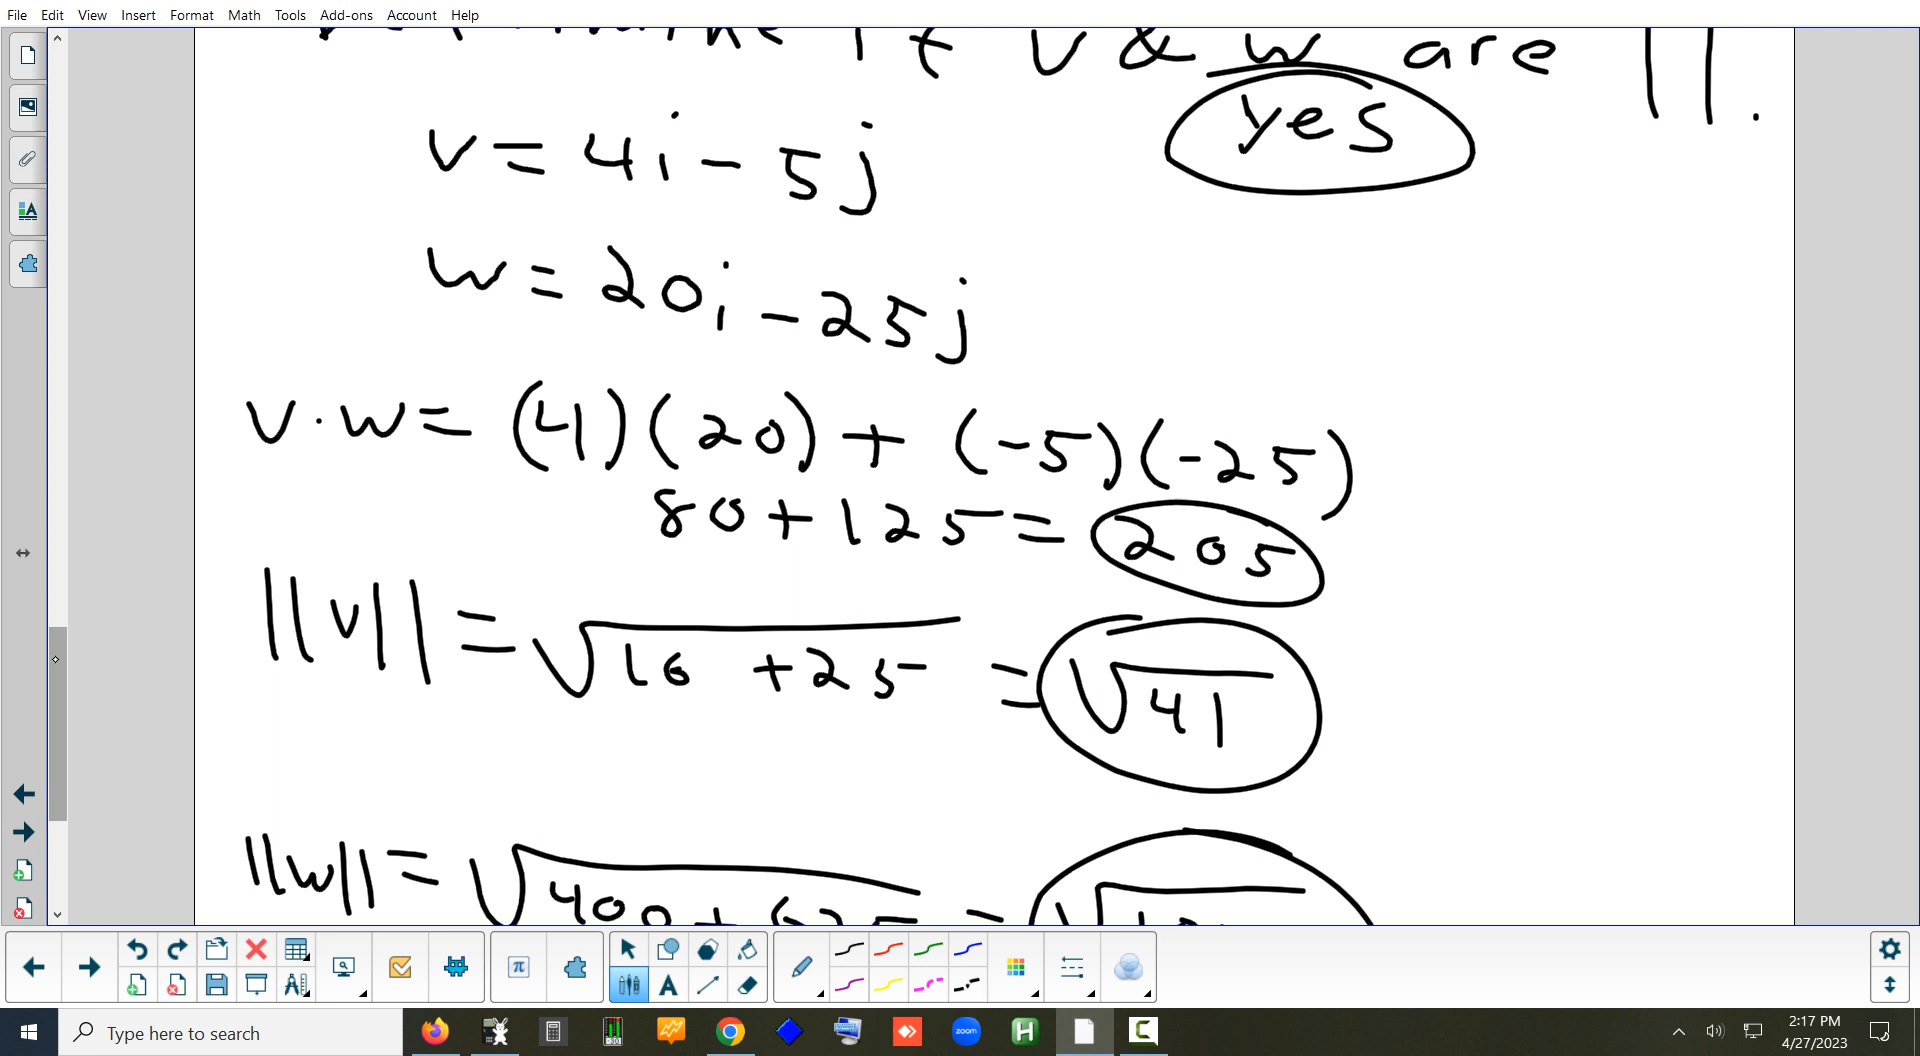 File Edit View Insert Format Math Tools Add-ons Account Help
if v & w are ||.
yes
v = 4i - 5j
w = 20i - 25j
v · w = (4)(20) + (-5)(-25)
80 + 125 = 205
||v|| = √16 + 25 = √41
||w|| = √400 + 625 =
π
A
Type here to search
zoom
H
C
2:17 PM
4/27/2023